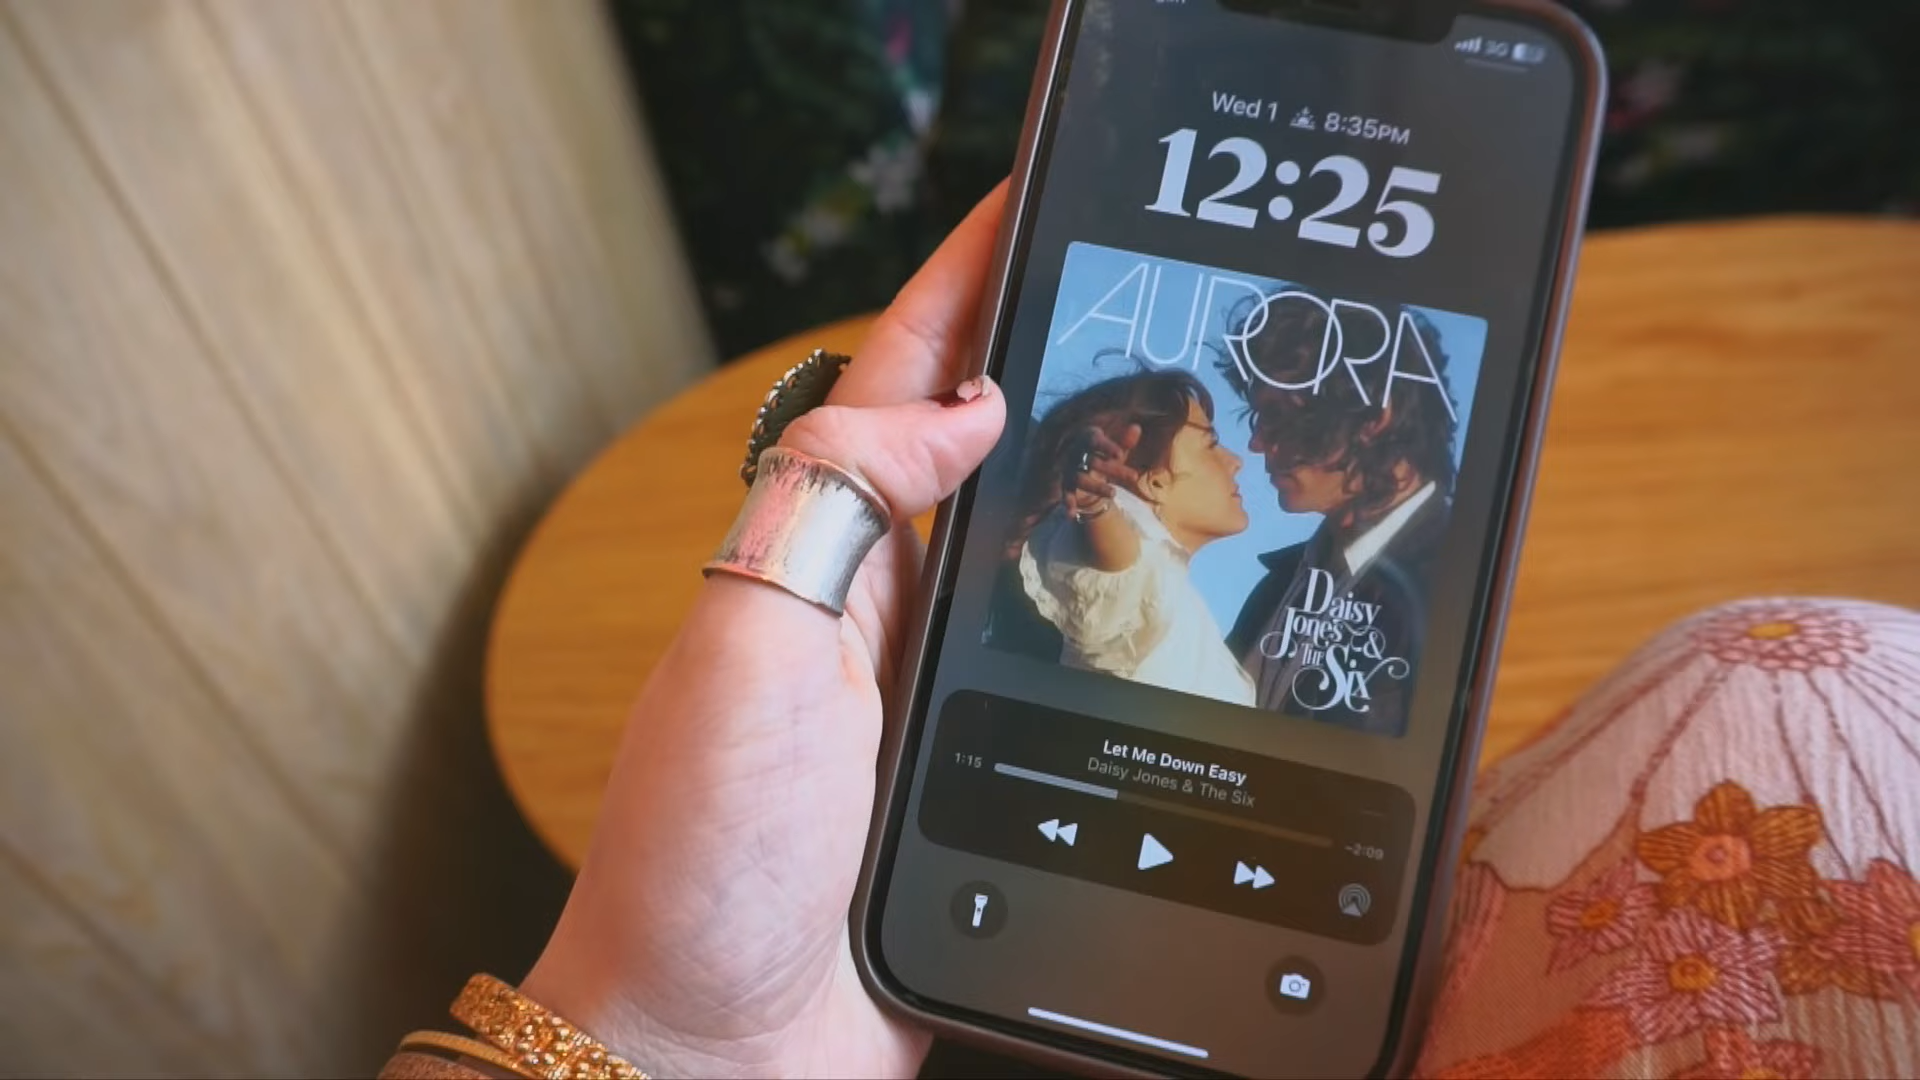 3G
Wed 1 8:35PM
12:25
AURORA
Daisy
Jones &
THE
Six
Let Me Down Easy
Daisy Jones & The Six
1:15
-2:09